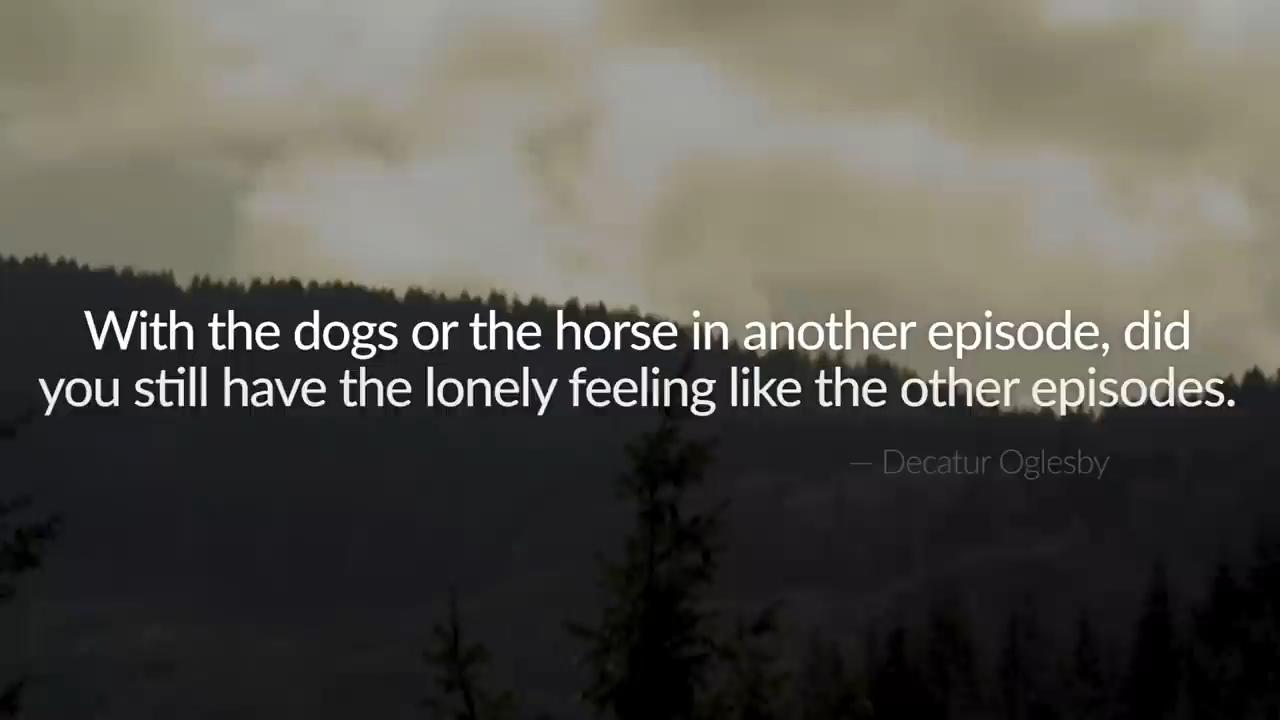 With the dogs or the horse in another episode, did
you still have the lonely feeling like the other episodes.
— Decatur Oglesby